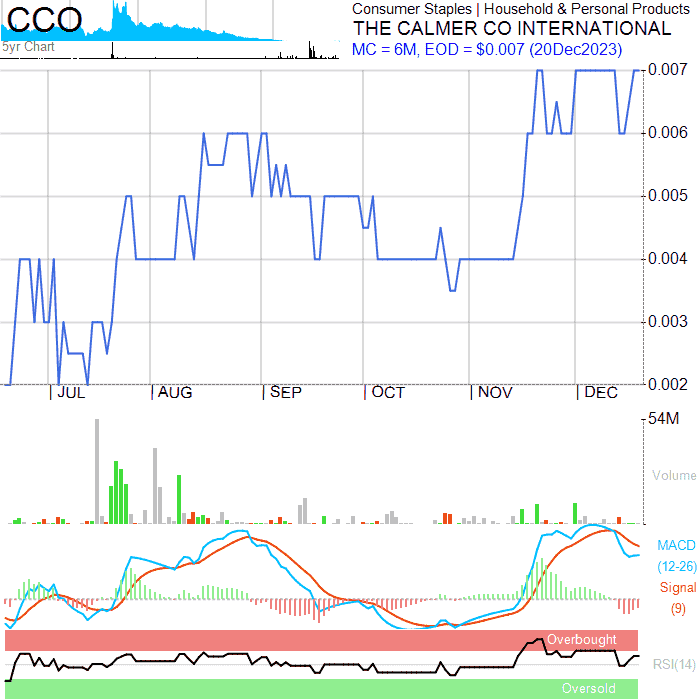 CCO
Consumer Staples | Household & Personal Products
THE CALMER CO INTERNATIONAL
5yr Chart
MC = 6M, EOD = $0.007 (20Dec2023)
0.007
0.006
0.005
0.004
0.003
0.002
JUL AUG SEP OCT NOV DEC
54M
Volume
MACD
(12-26)
Signal
(9)
Overbought
RSI(14)
Oversold